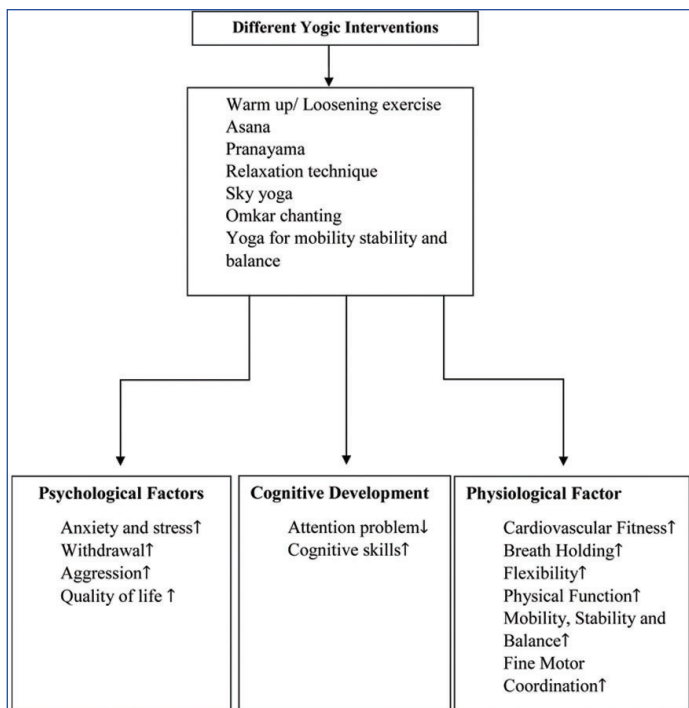 Different Yogic Interventions
Warm up/ Loosening exercise
Asana
Pranayama
Relaxation technique
Sky yoga
Omkar chanting
Yoga for mobility stability and
balance
Psychological Factors
Anxiety and stress↑
Withdrawal↑
Aggression↑
Quality of life ↑
Cognitive Development
Attention problem↓
Cognitive skills↑
Physiological Factor
Cardiovascular Fitness↑
Breath Holding↑
Flexibility↑
Physical Function↑
Mobility, Stability and
Balance↑
Fine Motor
Coordination↑